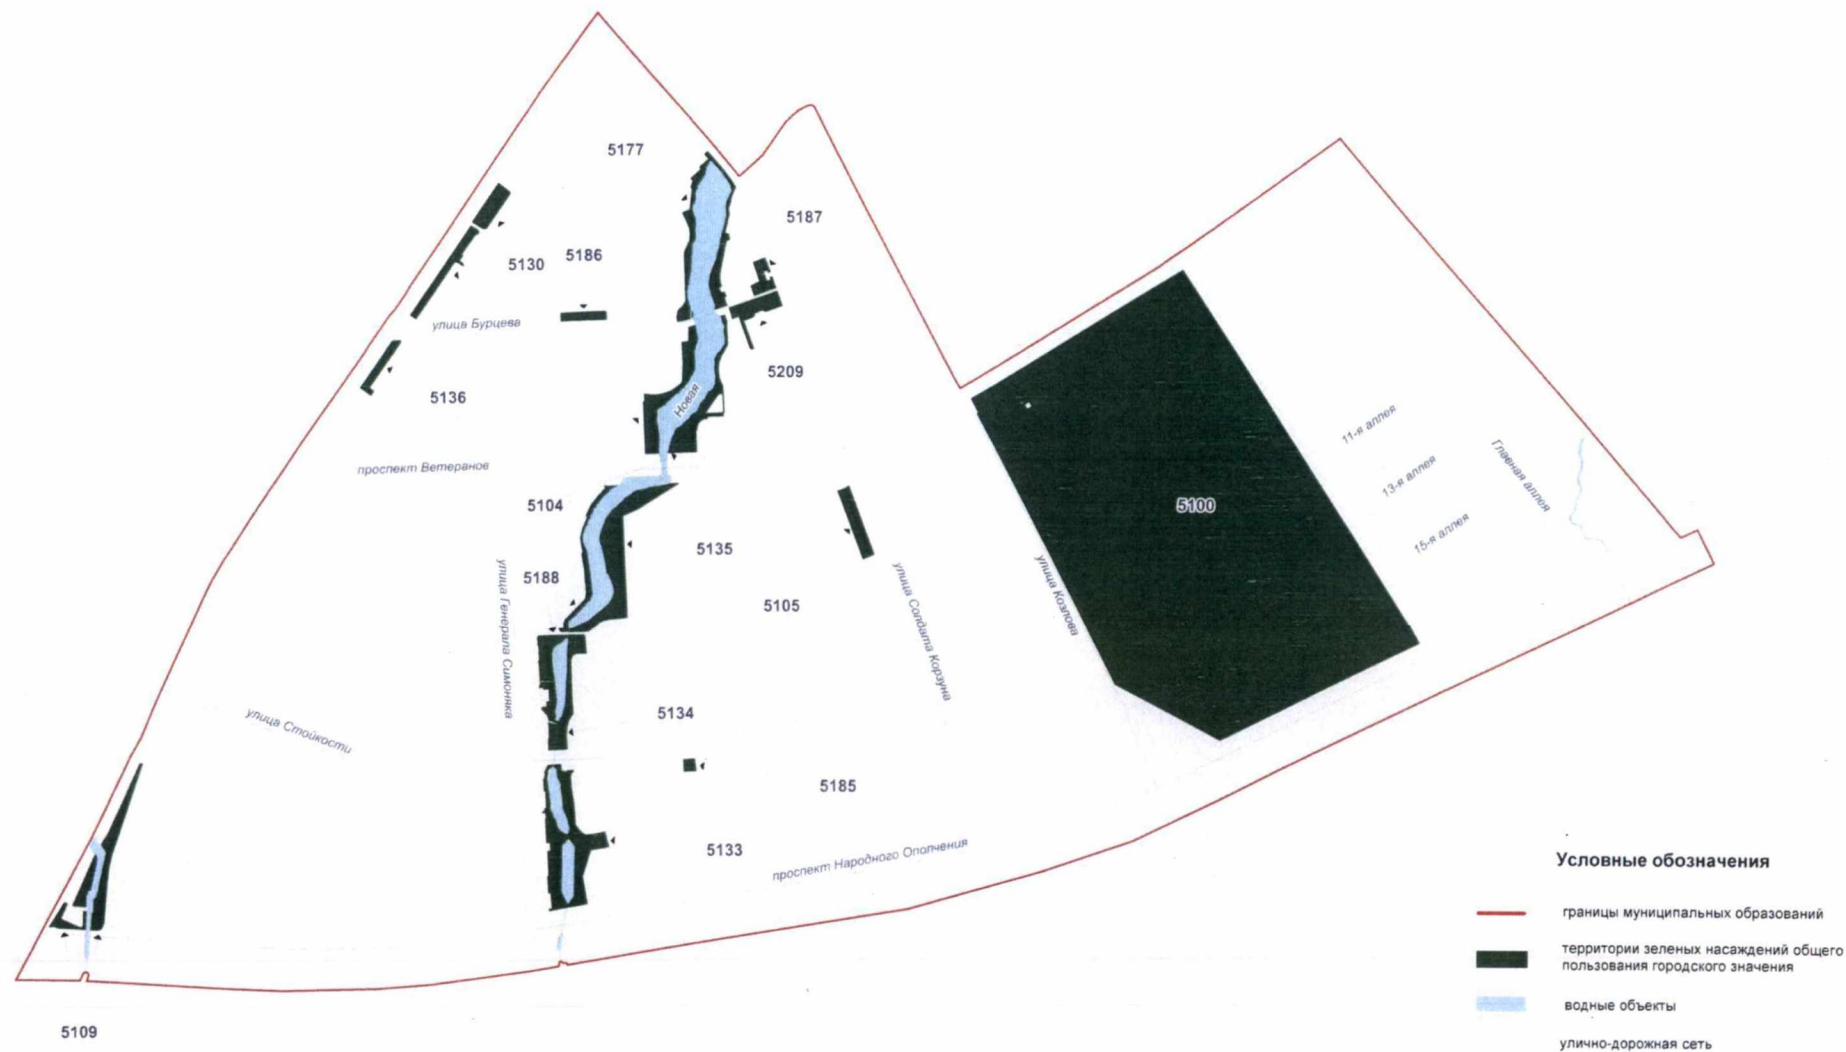 5177
5187
5130
5186
улица Бурцева
5209
5136
Новая
проспект Ветеранов
11-я аллея
13-я аллея
15-я аллея
Главная аллея
5104
5100
5135
5188
улица Генерала Симоняка
5105
улица Солдата Корзуна
улица Козлова
5134
улица Стойкости
5185
5133
проспект Народного Ополчения
5109
Условные обозначения
границы муниципальных образований
территории зеленых насаждений общего
пользования городского значения
водные объекты
улично-дорожная сеть